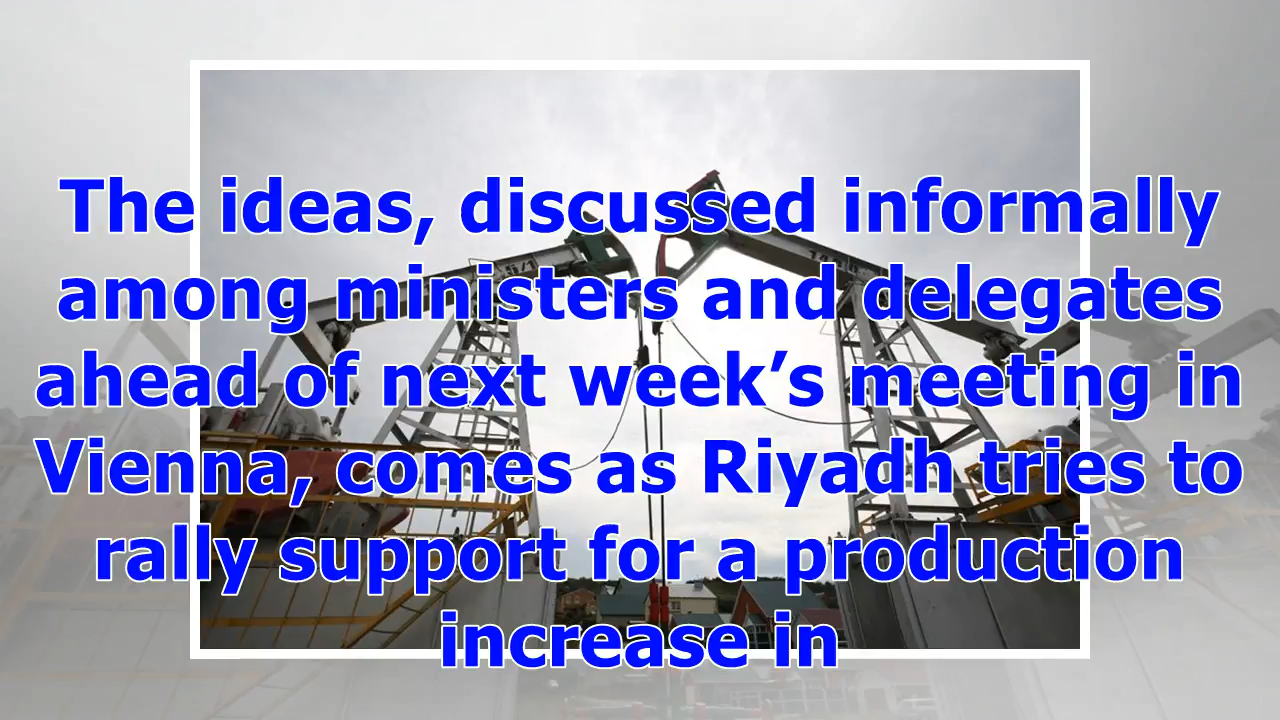 The ideas, discussed informally
among ministers and delegates
ahead of next week’s meeting in
Vienna, comes as Riyadh tries to
rally support for a production
increase in